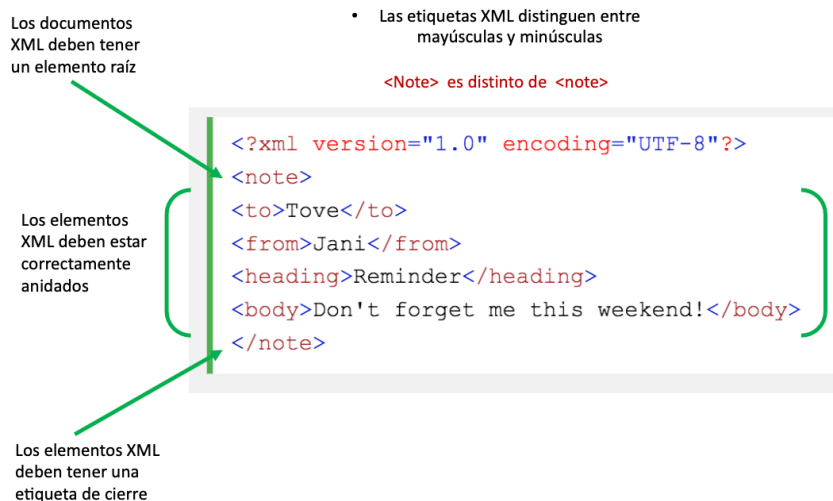 Los documentos
XML deben tener
un elemento raíz
• Las etiquetas XML distinguen entre
mayúsculas y minúsculas
<Note> es distinto de <note>
<?xml version="1.0" encoding="UTF-8"?>
<note>
<to>Tove</to>
<from>Jani</from>
<heading>Reminder</heading>
<body>Don't forget me this weekend!</body>
</note>
Los elementos
XML deben estar
correctamente
anidados
Los elementos XML
deben tener una
etiqueta de cierre